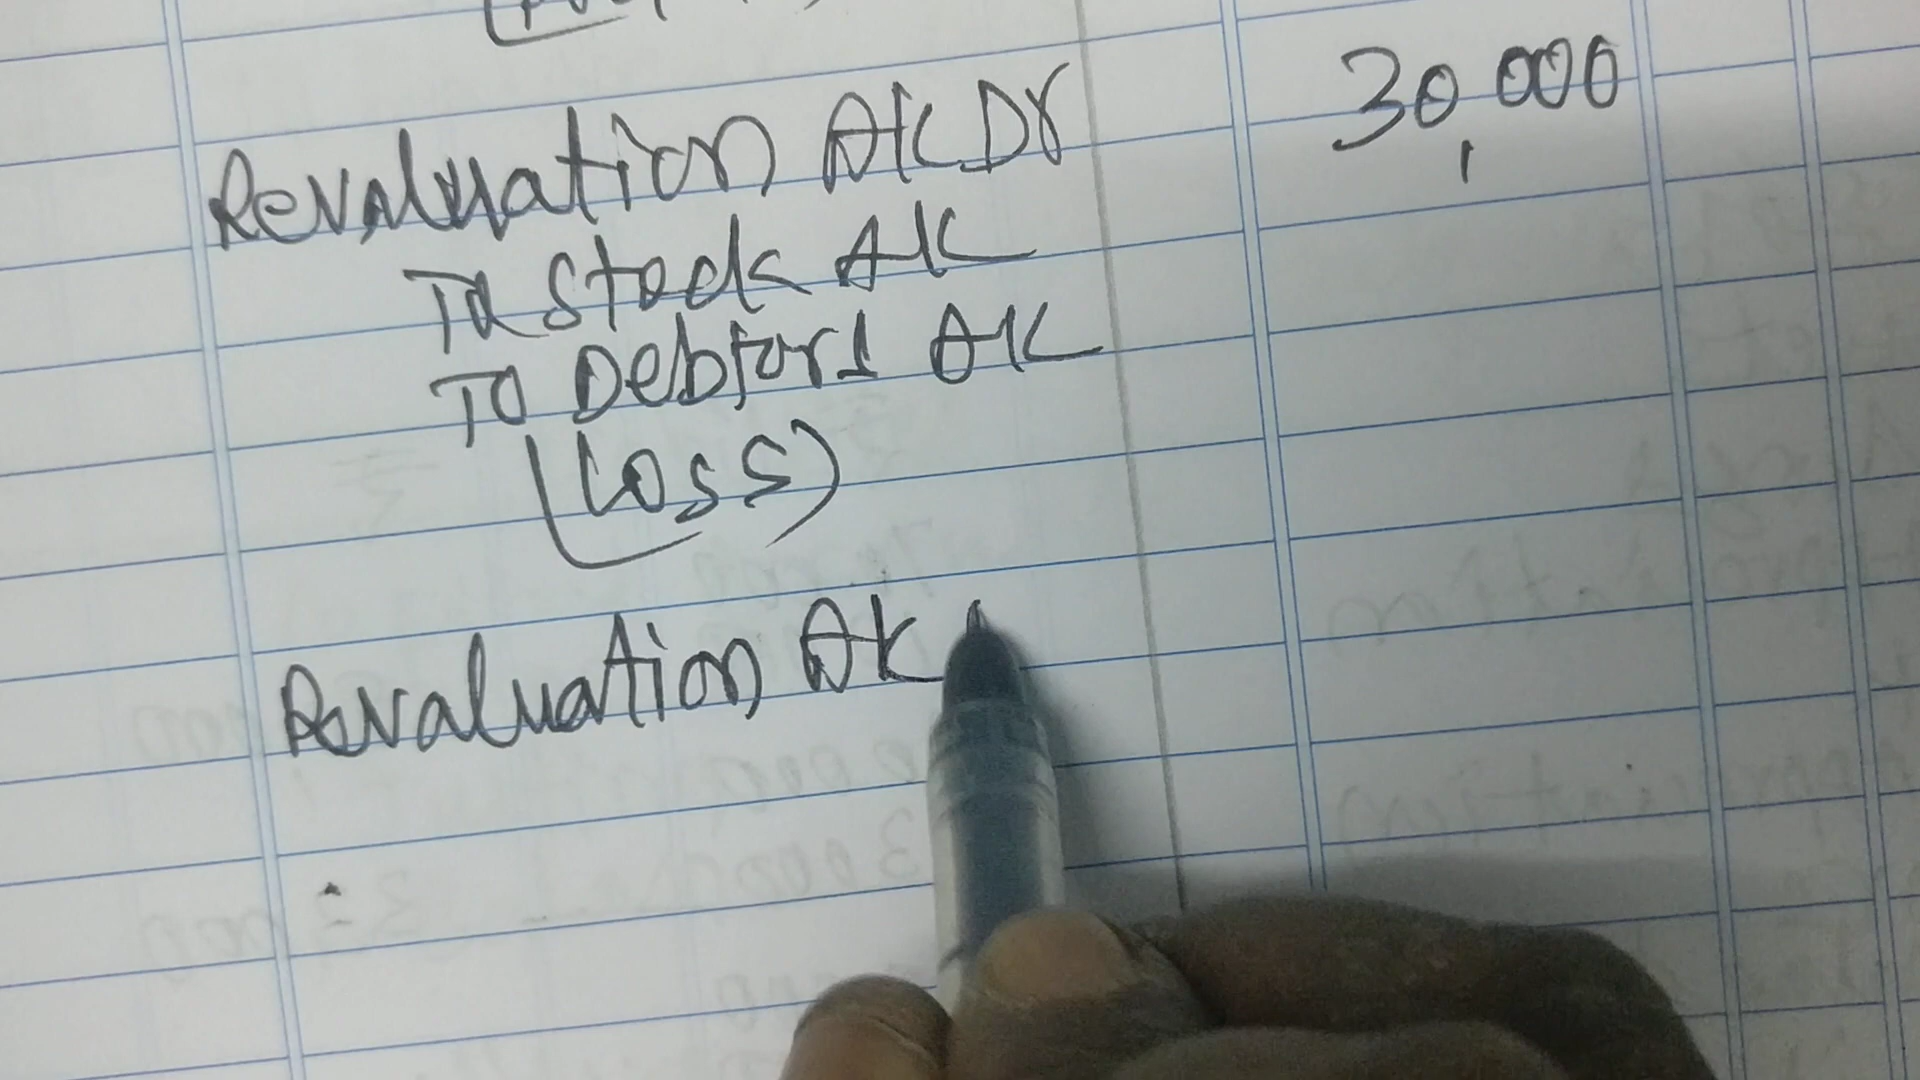 Revaluation A/c Dr 30,000
To Stock A/c
To Debtors A/c
(Loss)
Revaluation A/c